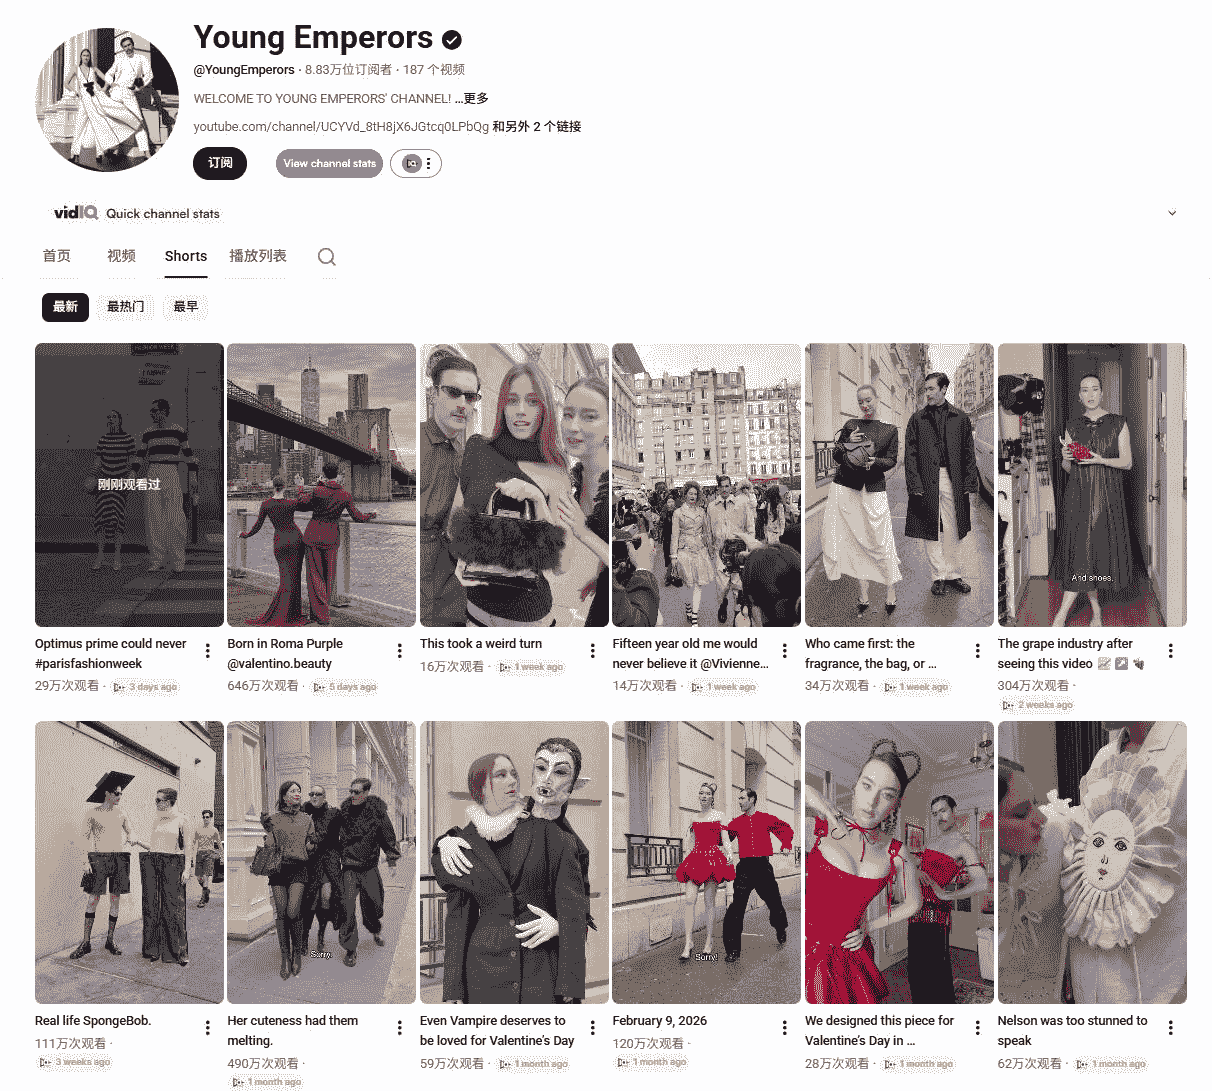 Young Emperors
@YoungEmperors · 8.83万位订阅者 · 187 个视频
WELCOME TO YOUNG EMPERORS' CHANNEL! ...更多
youtube.com/channel/UCYVd_8tH8jX6JGtcq0LPbQg 和另外 2 个链接
订阅
View channel stats
IQ
vidIQ Quick channel stats
首页 视频 Shorts 播放列表
最新 最热门 最早
刚刚观看过
And shoes.
Optimus prime could never
#parisfashionweek
29万次观看 · 3 days ago
Born in Roma Purple
@valentino.beauty
646万次观看 · 5 days ago
This took a weird turn
16万次观看 · 1 week ago
Fifteen year old me would
never believe it @Vivienne...
14万次观看 · 1 week ago
Who came first: the
fragrance, the bag, or ...
34万次观看 · 1 week ago
The grape industry after
seeing this video
304万次观看 ·
2 weeks ago
Sorry.
Sorry!
Real life SpongeBob.
111万次观看 ·
3 weeks ago
Her cuteness had them
melting.
490万次观看 ·
1 month ago
Even Vampire deserves to
be loved for Valentine's Day
59万次观看 · 1 month ago
February 9, 2026
120万次观看 ·
1 month ago
We designed this piece for
Valentine's Day in ...
28万次观看 · 1 month ago
Nelson was too stunned to
speak
62万次观看 · 1 month ago